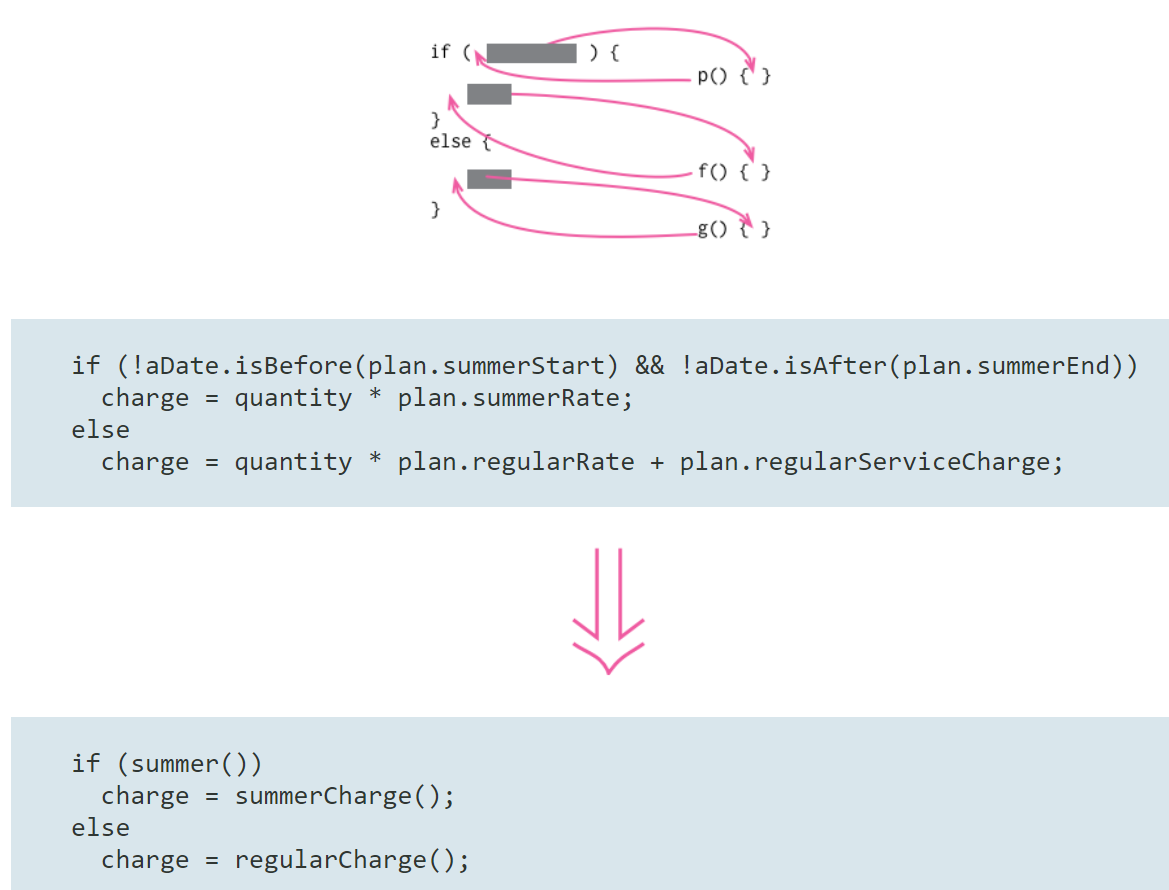 if ( ) {
p() { }
}
else {
f() { }
}
g() { }
if (!aDate.isBefore(plan.summerStart) && !aDate.isAfter(plan.summerEnd))
  charge = quantity * plan.summerRate;
else
  charge = quantity * plan.regularRate + plan.regularServiceCharge;
if (summer())
  charge = summerCharge();
else
  charge = regularCharge();